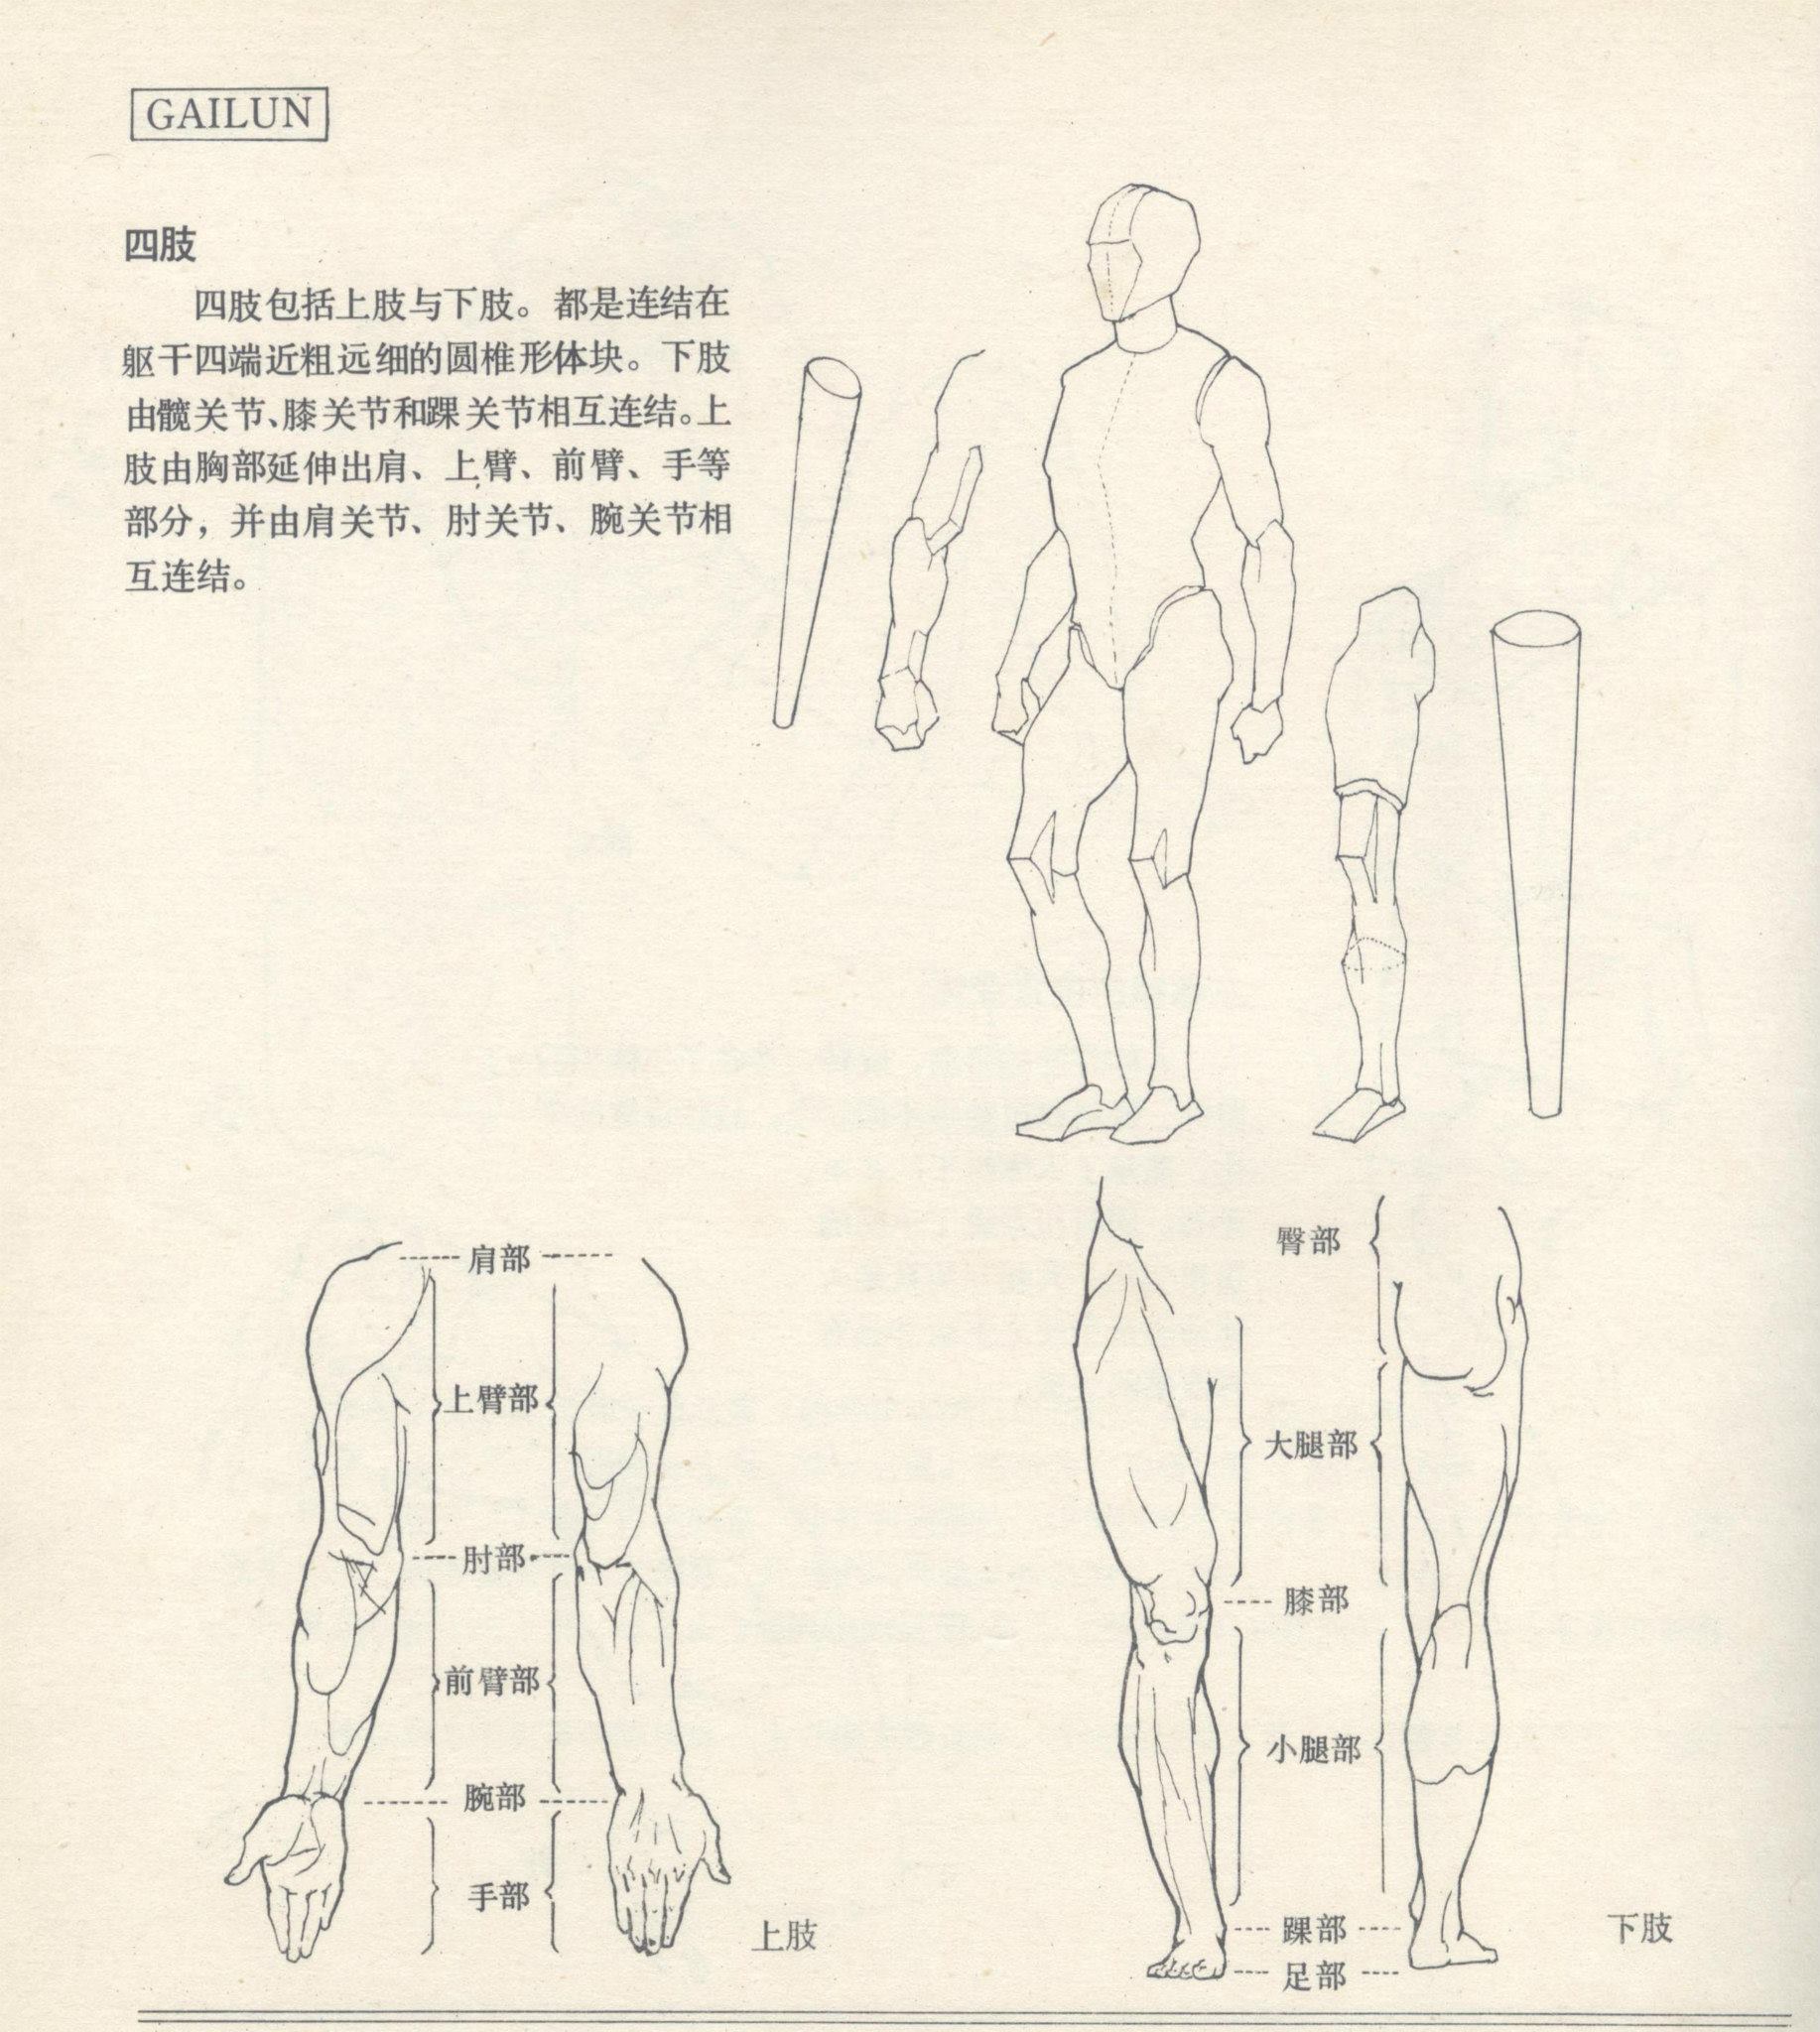 GAILUN
四肢
四肢包括上肢与下肢。都是连结在
躯干四端近粗远细的圆椎形体块。下肢
由髋关节、膝关节和踝关节相互连结。上
肢由胸部延伸出肩、上臂、前臂、手等
部分，并由肩关节、肘关节、腕关节相
互连结。
肩部
上臂部
肘部
前臂部
腕部
手部
上肢
臀部
大腿部
膝部
小腿部
踝部
足部
下肢